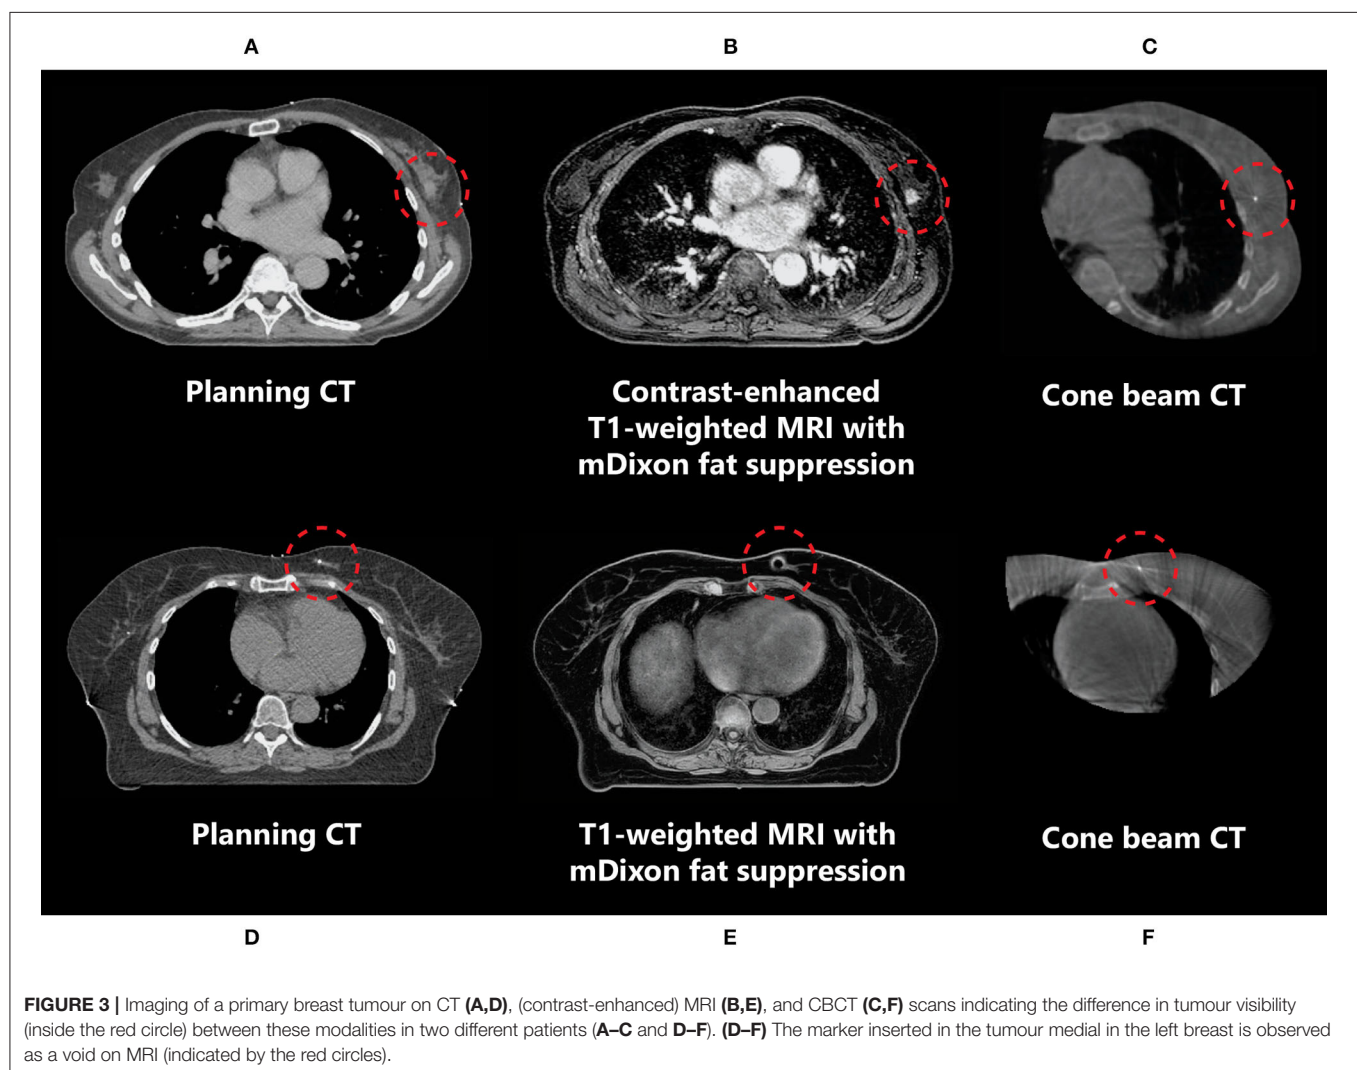 A
B
C
Planning CT
Contrast-enhanced
T1-weighted MRI with
mDixon fat suppression
Cone beam CT
Planning CT
T1-weighted MRI with
mDixon fat suppression
Cone beam CT
D
E
F
FIGURE 3 | Imaging of a primary breast tumour on CT (A,D), (contrast-enhanced) MRI (B,E), and CBCT (C,F) scans indicating the difference in tumour visibility
(inside the red circle) between these modalities in two different patients (A–C and D–F). (D–F) The marker inserted in the tumour medial in the left breast is observed
as a void on MRI (indicated by the red circles).